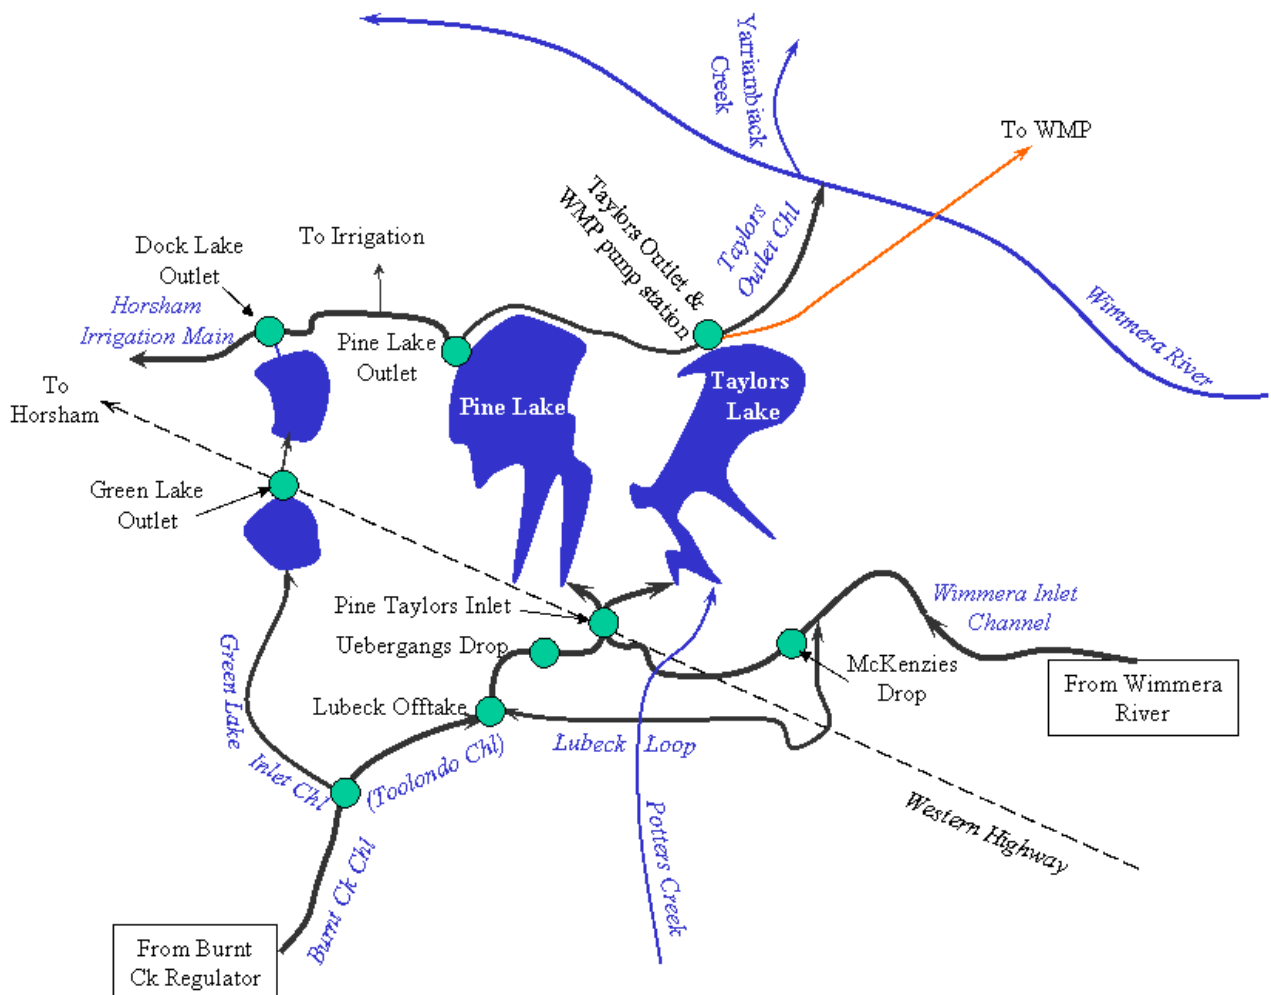 Yarriambiack
Creek
To WMP
Taylors Outlet &
WMP pump station
Taylors
Outlet Chl
Wimmera River
Dock Lake
Outlet
To Irrigation
Horsham
Irrigation Main
Pine Lake
Outlet
Pine Lake
Taylors
Lake
To
Horsham
Green Lake
Outlet
Pine Taylors Inlet
Uebergangs Drop
Lubeck Offtake
Wimmera Inlet
Channel
McKenzies
Drop
From Wimmera
River
Green Lake
Inlet Chl
(Toolondo Chl)
Lubeck Loop
Western Highway
Potters Creek
Burnt Ck Chl
From Burnt
Ck Regulator